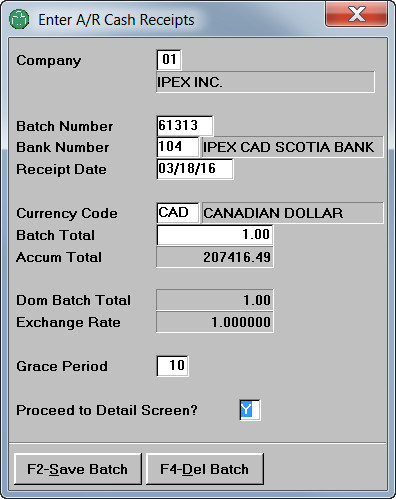 Enter A/R Cash Receipts
Company 01
IPEX INC.
Batch Number 61313
Bank Number 104 IPEX CAD SCOTIA BANK
Receipt Date 03/18/16
Currency Code CAD CANADIAN DOLLAR
Batch Total 1.00
Accum Total 207416.49
Dom Batch Total 1.00
Exchange Rate 1.000000
Grace Period 10
Proceed to Detail Screen? Y
F2-Save Batch F4-Del Batch